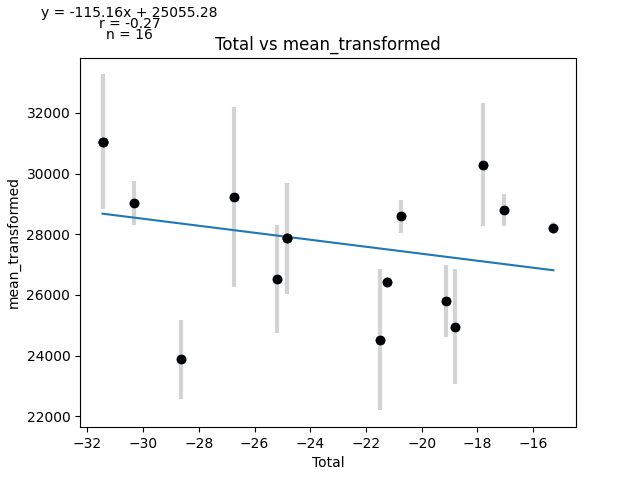 y = -115.16x + 25055.28
r = -0.27
n = 16
Total vs mean_transformed
32000
30000
28000
26000
24000
22000
mean_transformed
−32 −30 −28 −26 −24 −22 −20 −18 −16
Total